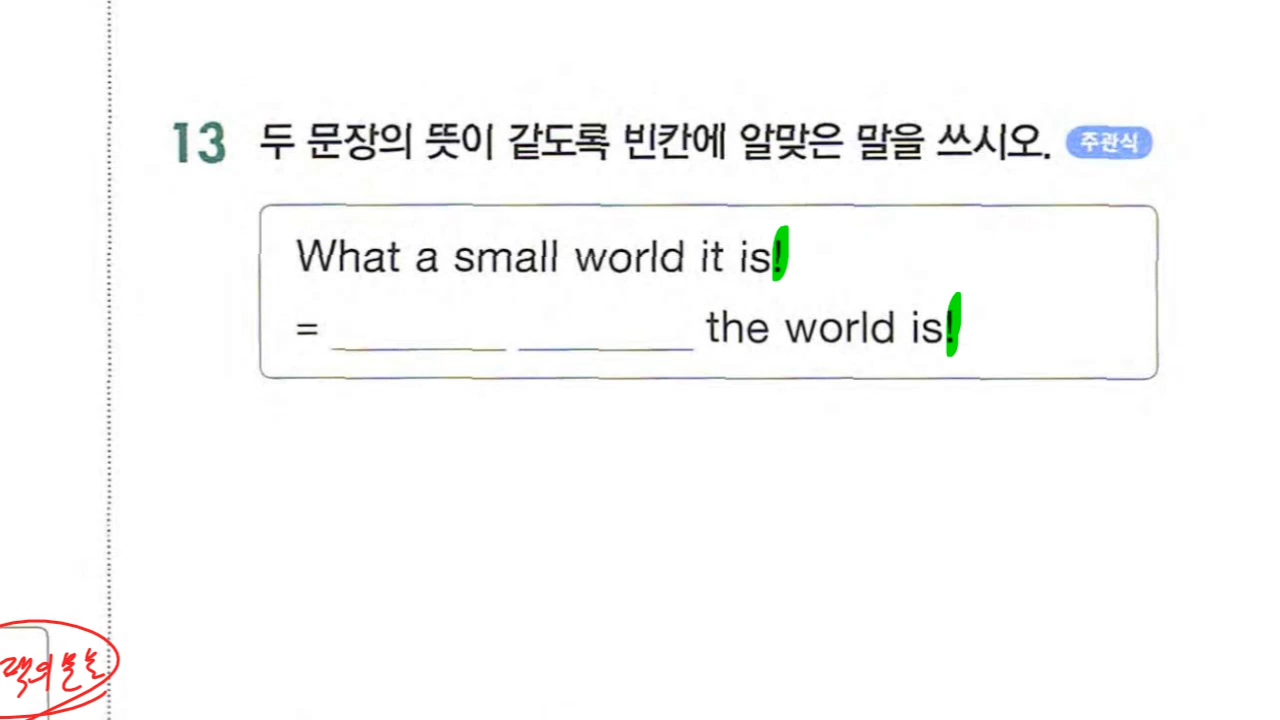 13 두 문장의 뜻이 같도록 빈칸에 알맞은 말을 쓰시오. 주관식
What a small world it is!
= ________ ________ the world is!